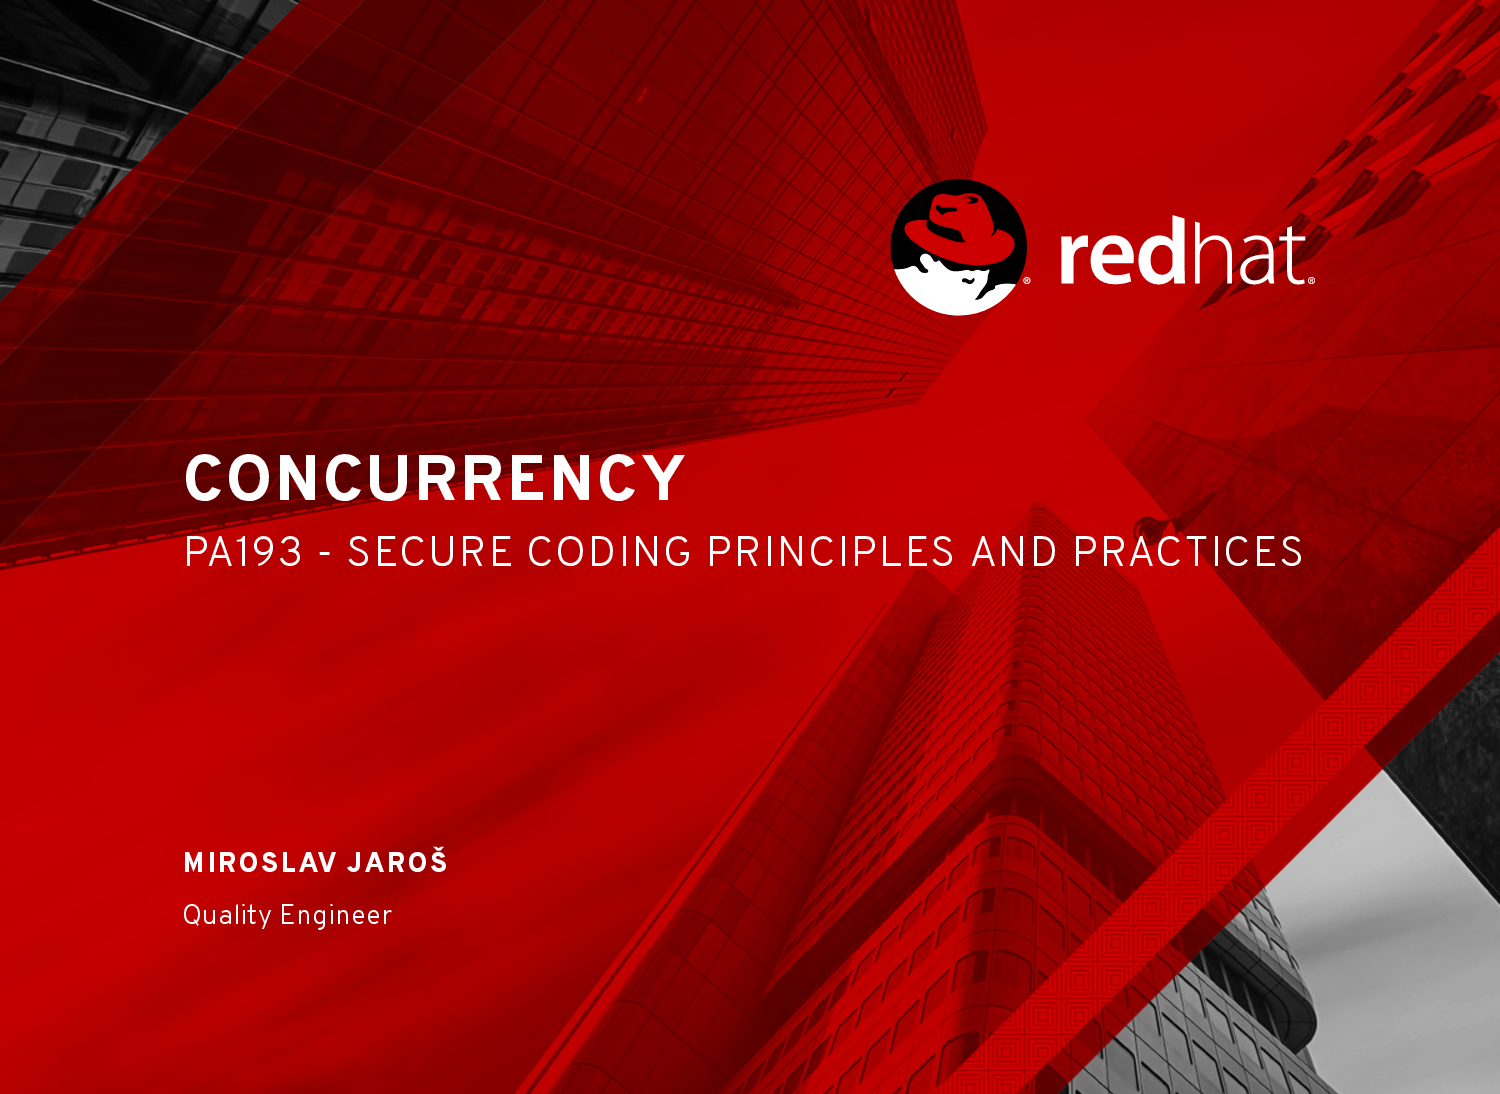 redhat®
CONCURRENCY
PA193 - SECURE CODING PRINCIPLES AND PRACTICES
MIROSLAV JAROŠ
Quality Engineer